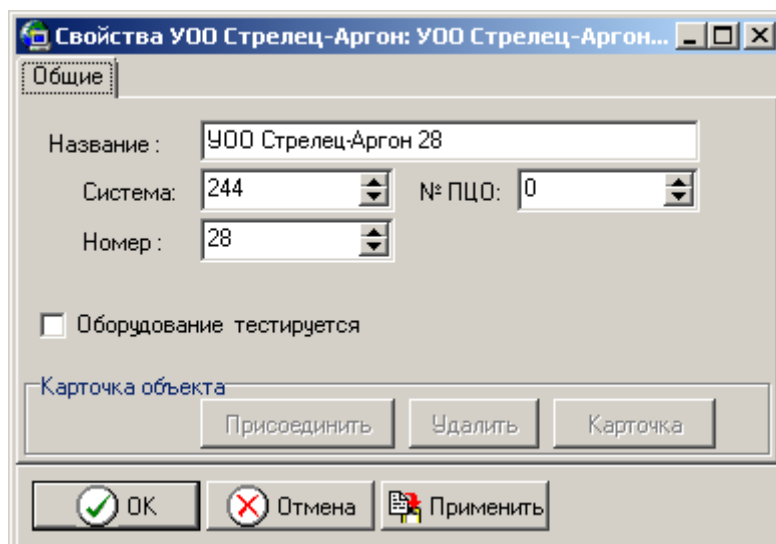 Свойства УОО Стрелец-Аргон: УОО Стрелец-Аргон...
Общие
Название : УОО Стрелец-Аргон 28
Система: 244 № ПЦО: 0
Номер : 28
Оборудование тестируется
Карточка объекта
Присоединить Удалить Карточка
OK Отмена Применить